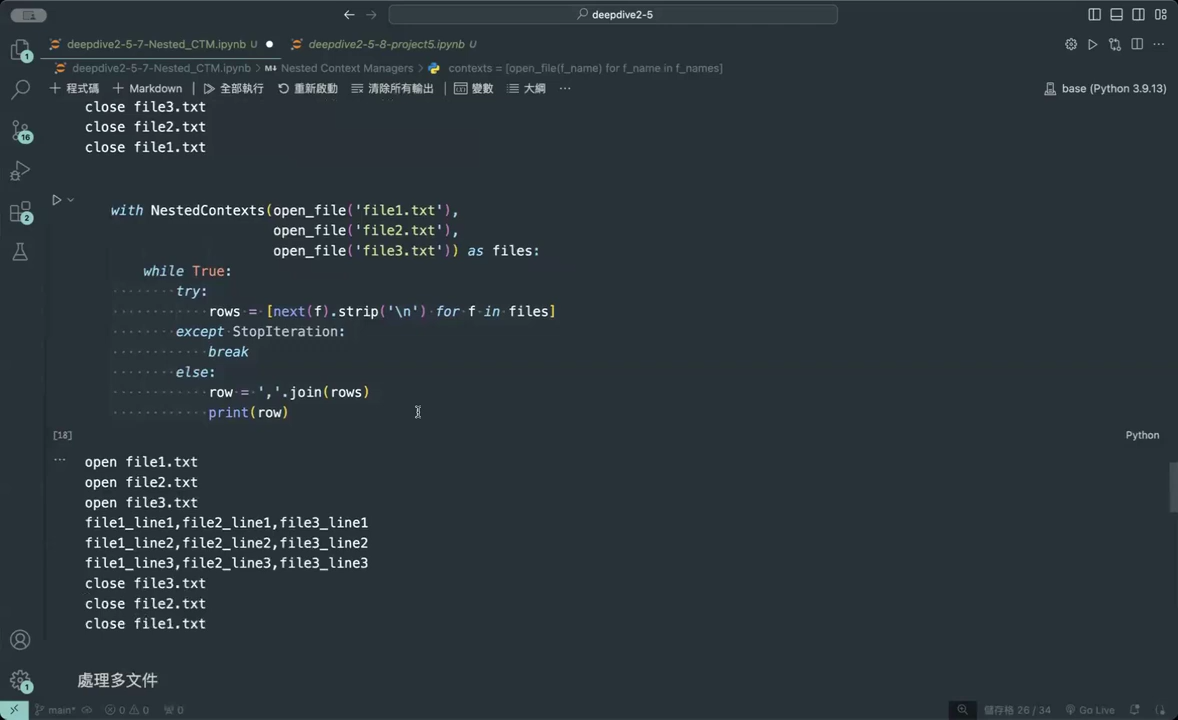 deepdive2-5
deepdive2-5-7-Nested_CTM.ipynb U
deepdive2-5-8-project5.ipynb U
deepdive2-5-7-Nested_CTM.ipynb > Nested Context Managers > contexts = [open_file(f_name) for f_name in f_names]
+ 程式碼 + Markdown 全部執行 重新啟動 清除所有輸出 變數 大綱 ...
base (Python 3.9.13)
1
16
2
close file3.txt
close file2.txt
close file1.txt
with NestedContexts(open_file('file1.txt'),
open_file('file2.txt'),
open_file('file3.txt')) as files:
while True:
try:
rows = [next(f).strip('\n') for f in files]
except StopIteration:
break
else:
row = ','.join(rows)
print(row)
[18]
Python
open file1.txt
open file2.txt
open file3.txt
file1_line1,file2_line1,file3_line1
file1_line2,file2_line2,file3_line2
file1_line3,file2_line3,file3_line3
close file3.txt
close file2.txt
close file1.txt
處理多文件
1
main* 0 0 0
儲存格 26 / 34 Go Live